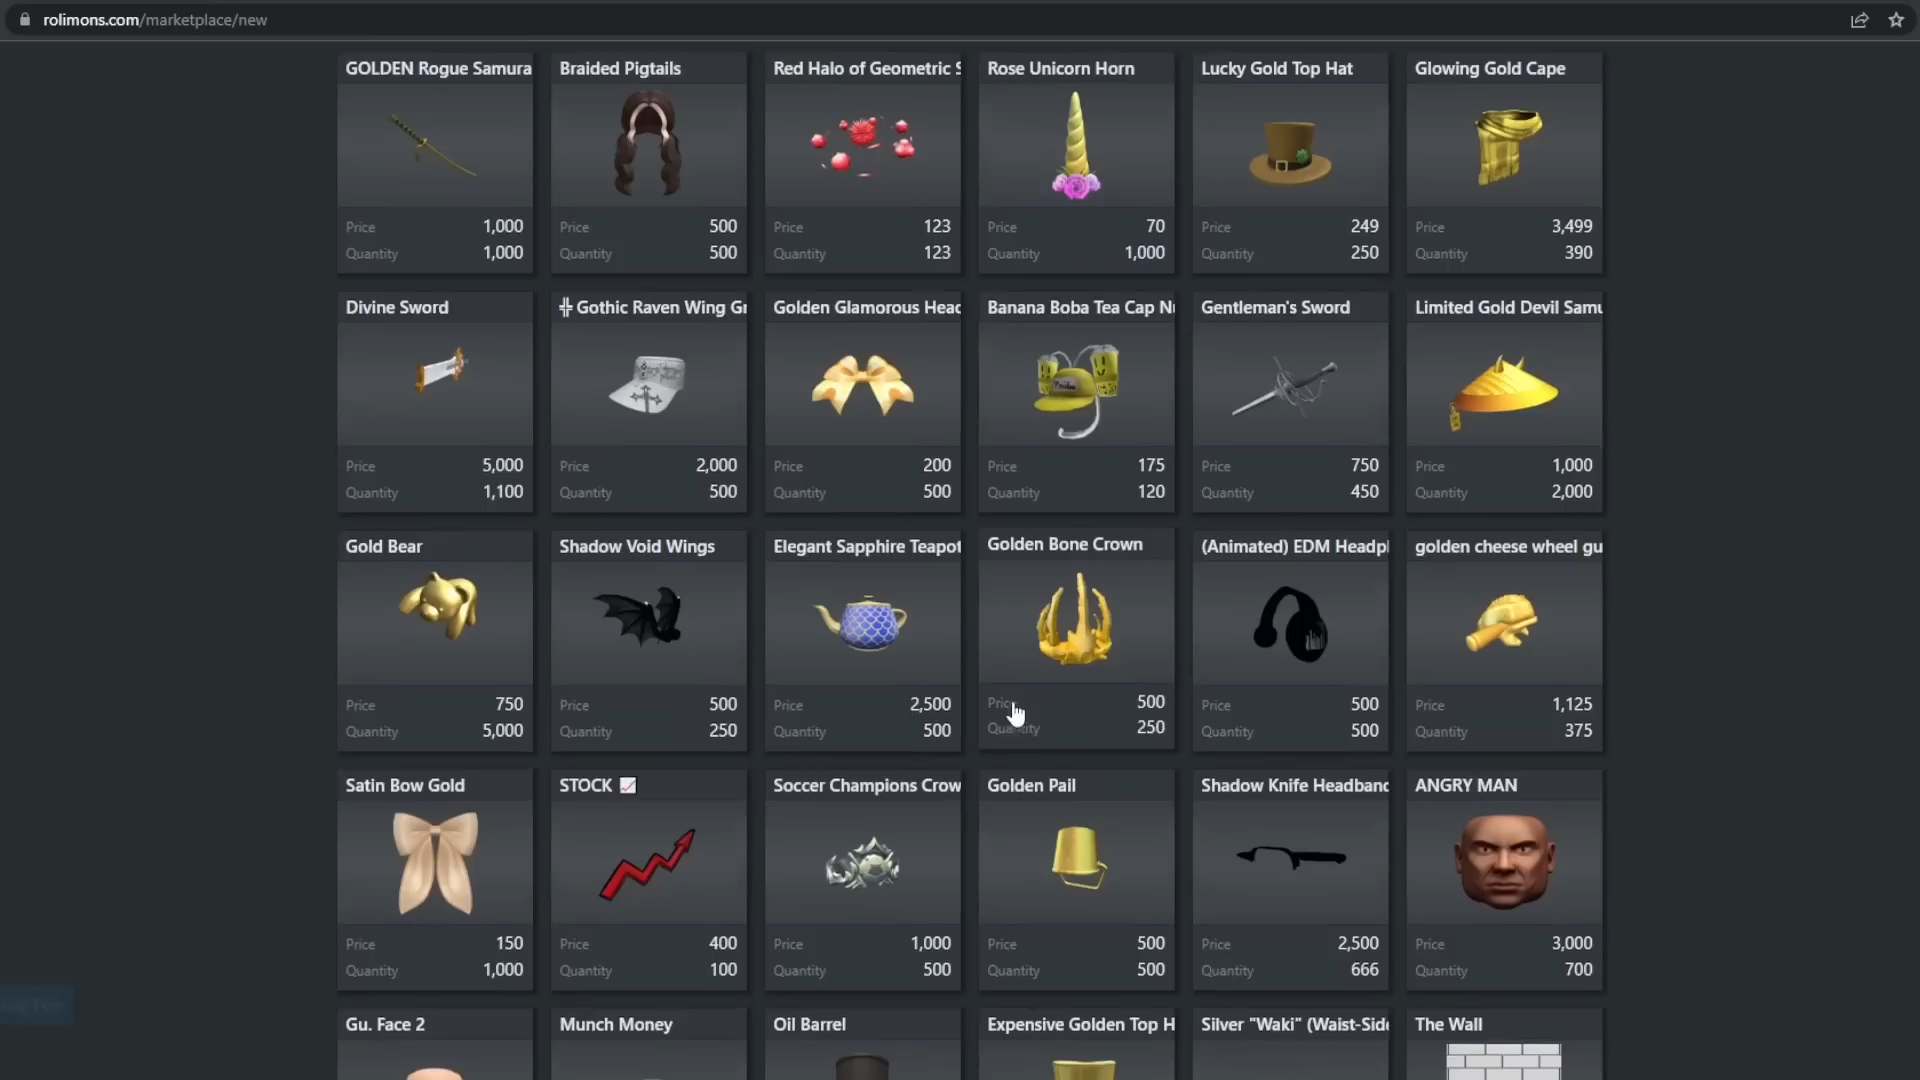 rolimons.com/marketplace/new
GOLDEN Rogue Samura
Braided Pigtails
Red Halo of Geometric S
Rose Unicorn Horn
Lucky Gold Top Hat
Glowing Gold Cape
Price 1,000
Quantity 1,000
Price 500
Quantity 500
Price 123
Quantity 123
Price 70
Quantity 1,000
Price 249
Quantity 250
Price 3,499
Quantity 390
Divine Sword
╬ Gothic Raven Wing Gr
Golden Glamorous Head
Banana Boba Tea Cap Nu
Gentleman's Sword
Limited Gold Devil Samu
Price 5,000
Quantity 1,100
Price 2,000
Quantity 500
Price 200
Quantity 500
Price 175
Quantity 120
Price 750
Quantity 450
Price 1,000
Quantity 2,000
Gold Bear
Shadow Void Wings
Elegant Sapphire Teapot
Golden Bone Crown
(Animated) EDM Headph
golden cheese wheel gu
Price 750
Quantity 5,000
Price 500
Quantity 250
Price 2,500
Quantity 500
Price 500
Quantity 250
Price 500
Quantity 500
Price 1,125
Quantity 375
Satin Bow Gold
STOCK 📈
Soccer Champions Crow
Golden Pail
Shadow Knife Headband
ANGRY MAN
Price 150
Quantity 1,000
Price 400
Quantity 100
Price 1,000
Quantity 500
Price 500
Quantity 500
Price 2,500
Quantity 666
Price 3,000
Quantity 700
Gu. Face 2
Munch Money
Oil Barrel
Expensive Golden Top H
Silver "Waki" (Waist-Side
The Wall